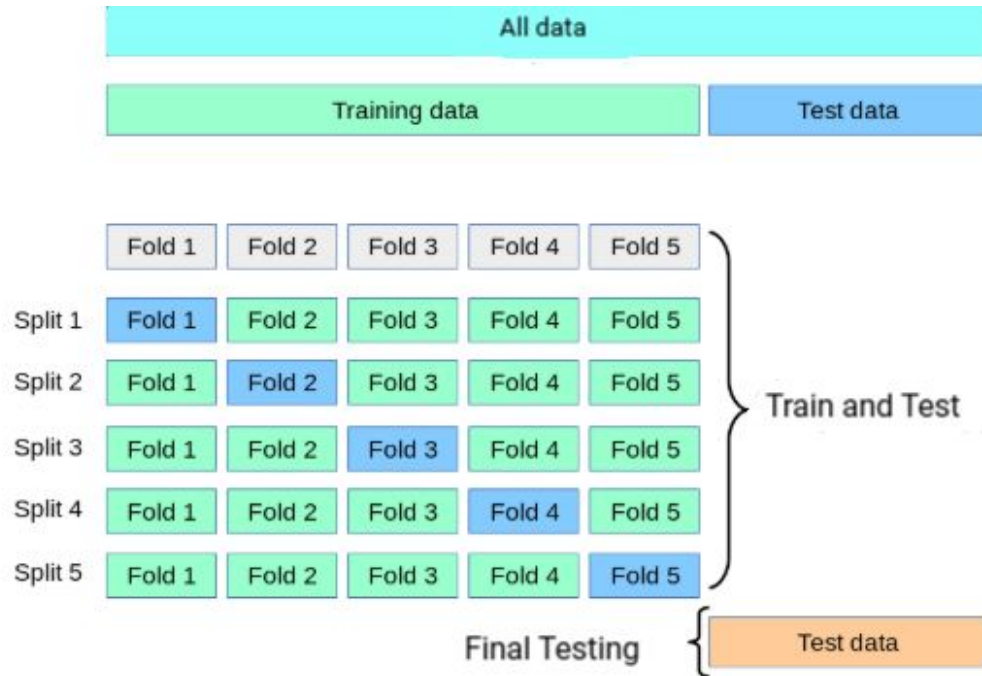 All data
Training data Test data
Fold 1 Fold 2 Fold 3 Fold 4 Fold 5
Split 1 Fold 1 Fold 2 Fold 3 Fold 4 Fold 5
Split 2 Fold 1 Fold 2 Fold 3 Fold 4 Fold 5
Train and Test
Split 3 Fold 1 Fold 2 Fold 3 Fold 4 Fold 5
Split 4 Fold 1 Fold 2 Fold 3 Fold 4 Fold 5
Split 5 Fold 1 Fold 2 Fold 3 Fold 4 Fold 5
Final Testing Test data